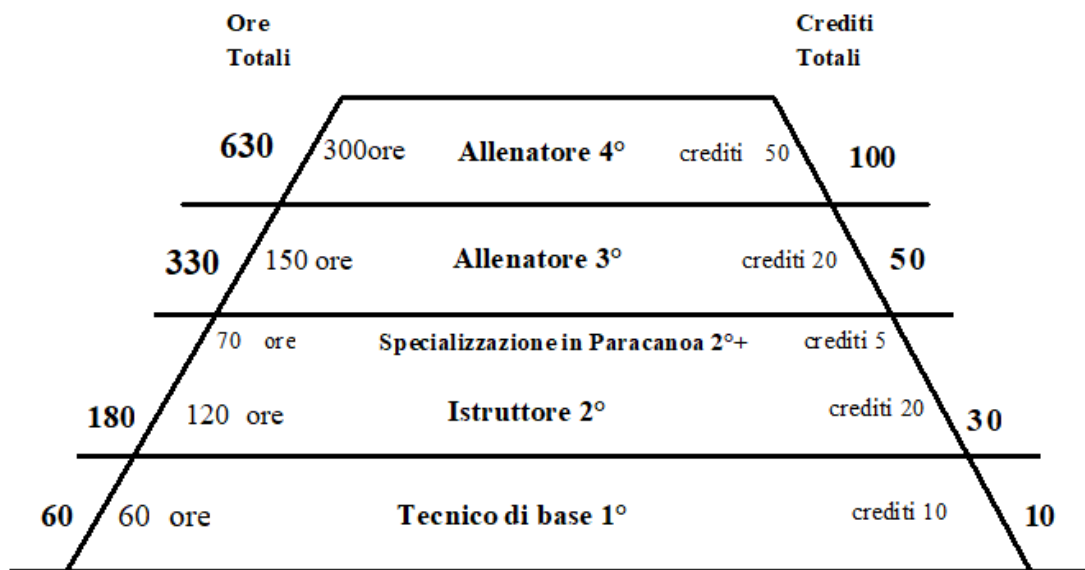 Ore Crediti
Totali Totali
630 300ore Allenatore 4° crediti 50 100
330 150 ore Allenatore 3° crediti 20 50
70 ore Specializzazione in Paracanoa 2°+ crediti 5
180 120 ore Istruttore 2° crediti 20 30
60 60 ore Tecnico di base 1° crediti 10 10